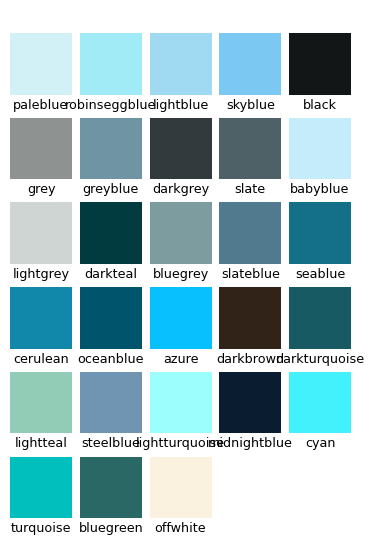 paleblue robinseggblue lightblue skyblue black
grey greyblue darkgrey slate babyblue
lightgrey darkteal bluegrey slateblue seablue
cerulean oceanblue azure darkbrown darkturquoise
lightteal steelblue lightturquoise midnightblue cyan
turquoise bluegreen offwhite